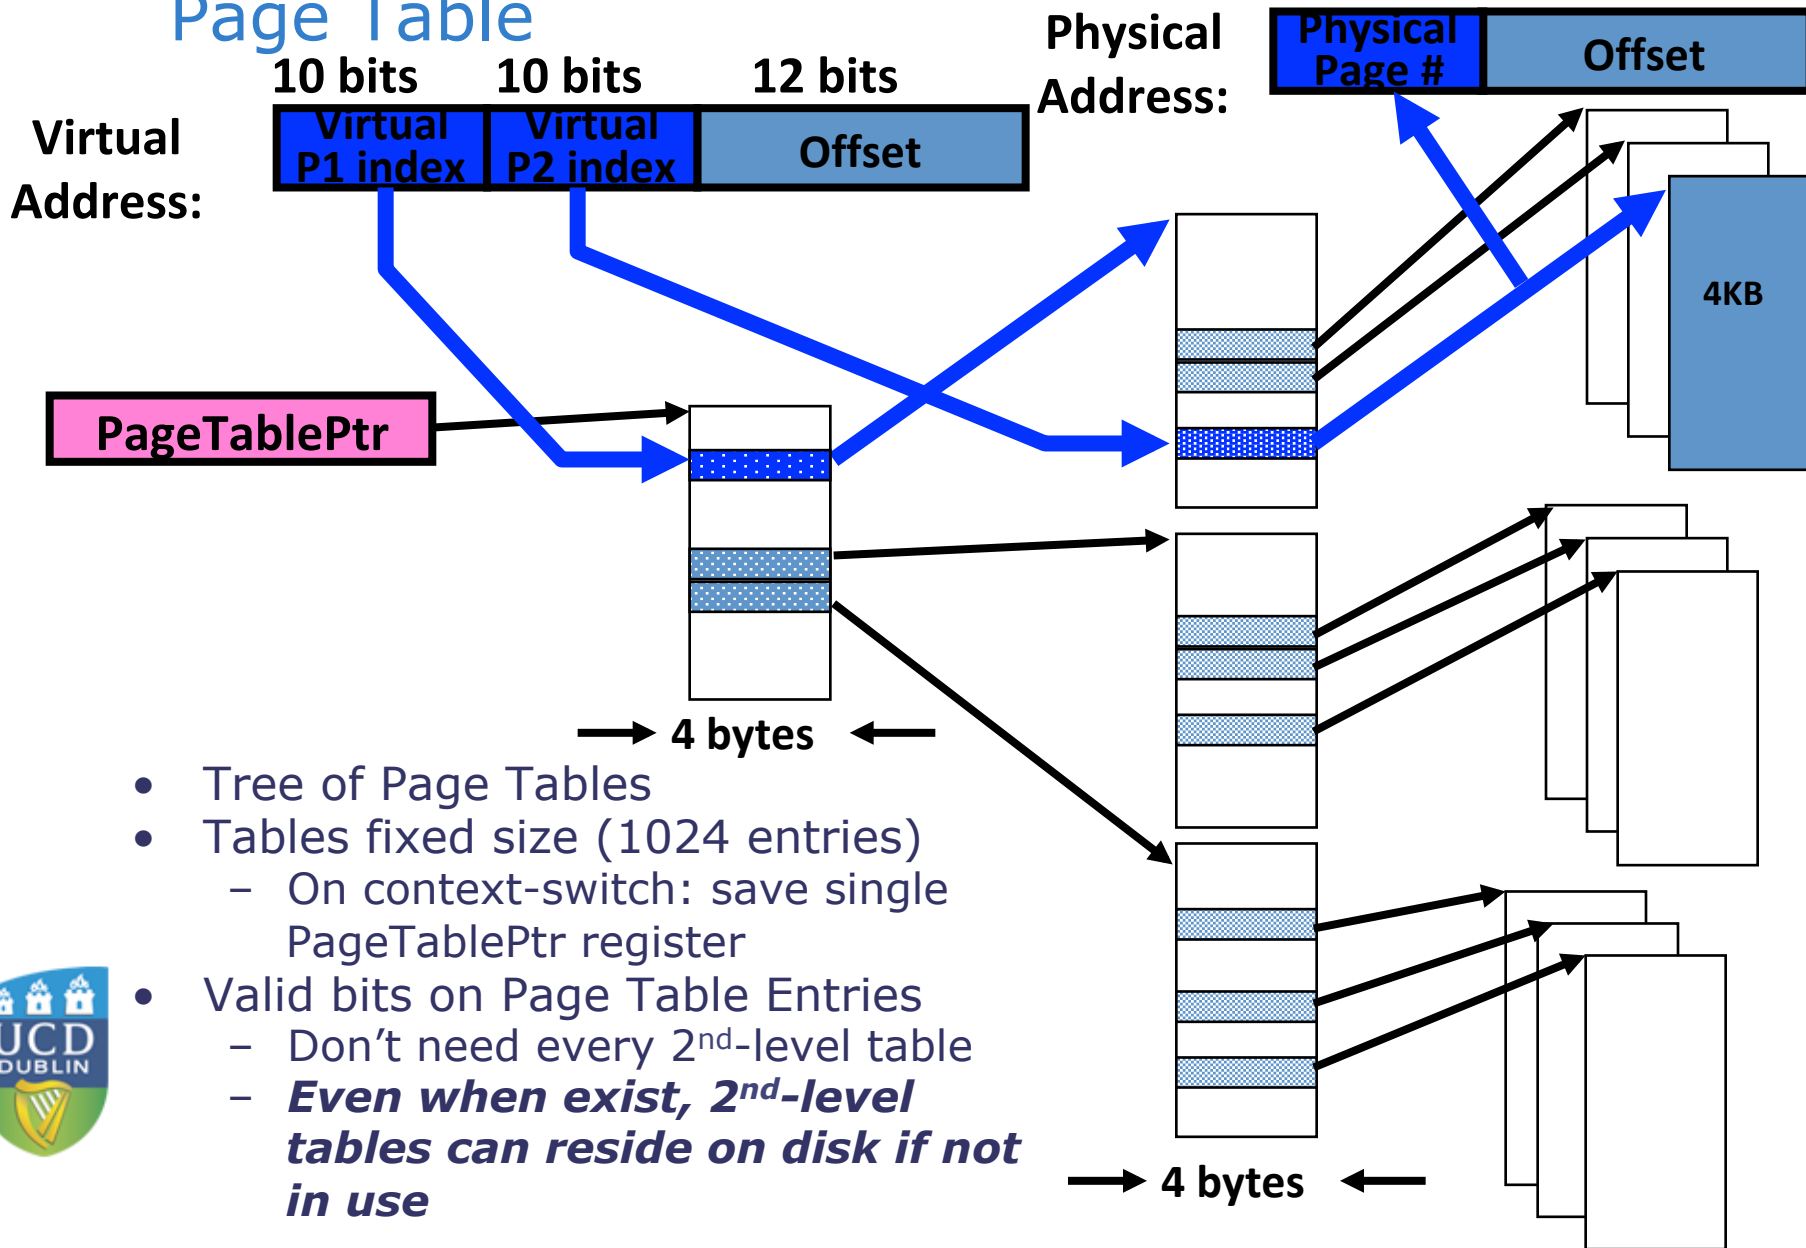 Page Table
10 bits 10 bits 12 bits
Virtual
Address:
Virtual
P1 index
Virtual
P2 index
Offset
Physical
Address:
Physical
Page #
Offset
4KB
PageTablePtr
4 bytes
• Tree of Page Tables
• Tables fixed size (1024 entries)
– On context-switch: save single
PageTablePtr register
• Valid bits on Page Table Entries
– Don’t need every 2nd-level table
– Even when exist, 2nd-level
tables can reside on disk if not
in use
4 bytes
UCD
DUBLIN